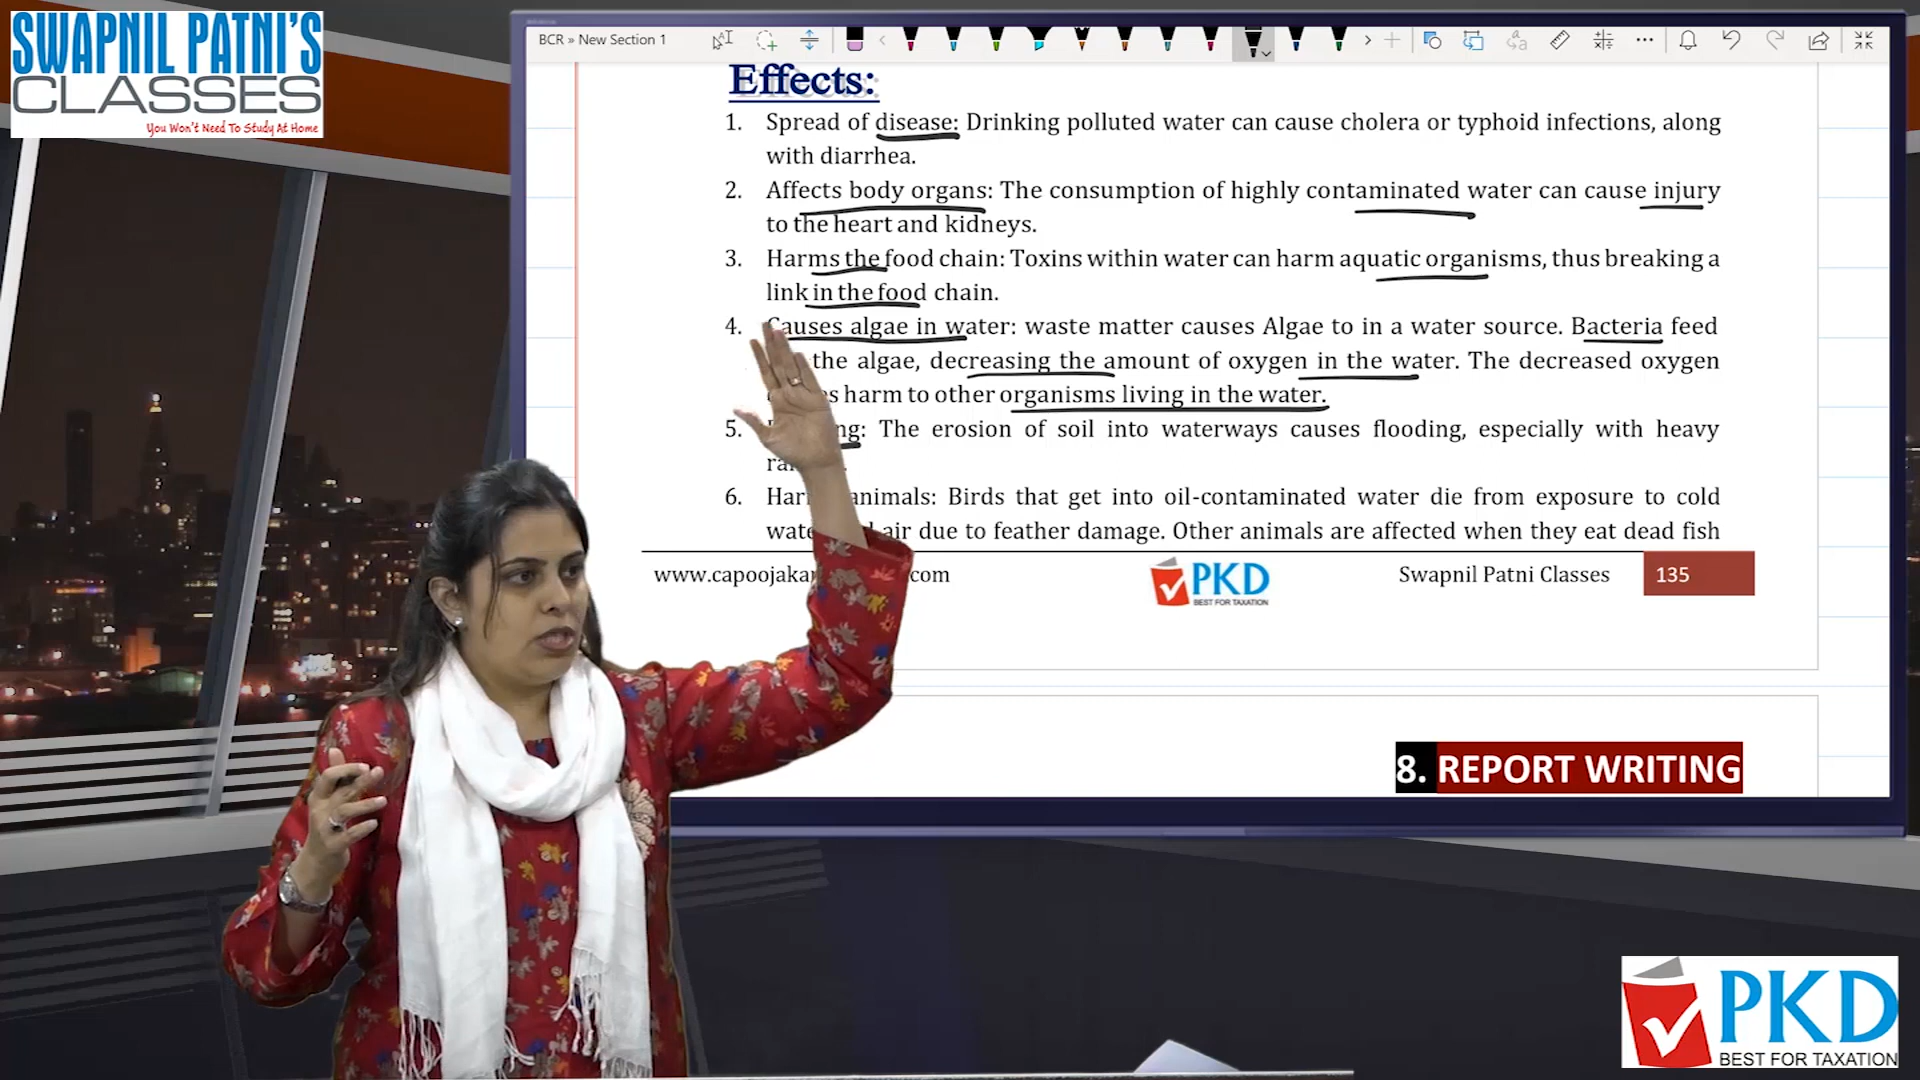 SWAPNIL PATNI'S
CLASSES
You Won't Need To Study At Home
BCR » New Section 1
Effects:
1. Spread of disease: Drinking polluted water can cause cholera or typhoid infections, along
with diarrhea.
2. Affects body organs: The consumption of highly contaminated water can cause injury
to the heart and kidneys.
3. Harms the food chain: Toxins within water can harm aquatic organisms, thus breaking a
link in the food chain.
4. Causes algae in water: waste matter causes Algae to in a water source. Bacteria feed
the algae, decreasing the amount of oxygen in the water. The decreased oxygen
harm to other organisms living in the water.
5. : The erosion of soil into waterways causes flooding, especially with heavy
6. animals: Birds that get into oil-contaminated water die from exposure to cold
air due to feather damage. Other animals are affected when they eat dead fish
PKD
BEST FOR TAXATION
Swapnil Patni Classes 135
8. REPORT WRITING
PKD
BEST FOR TAXATION